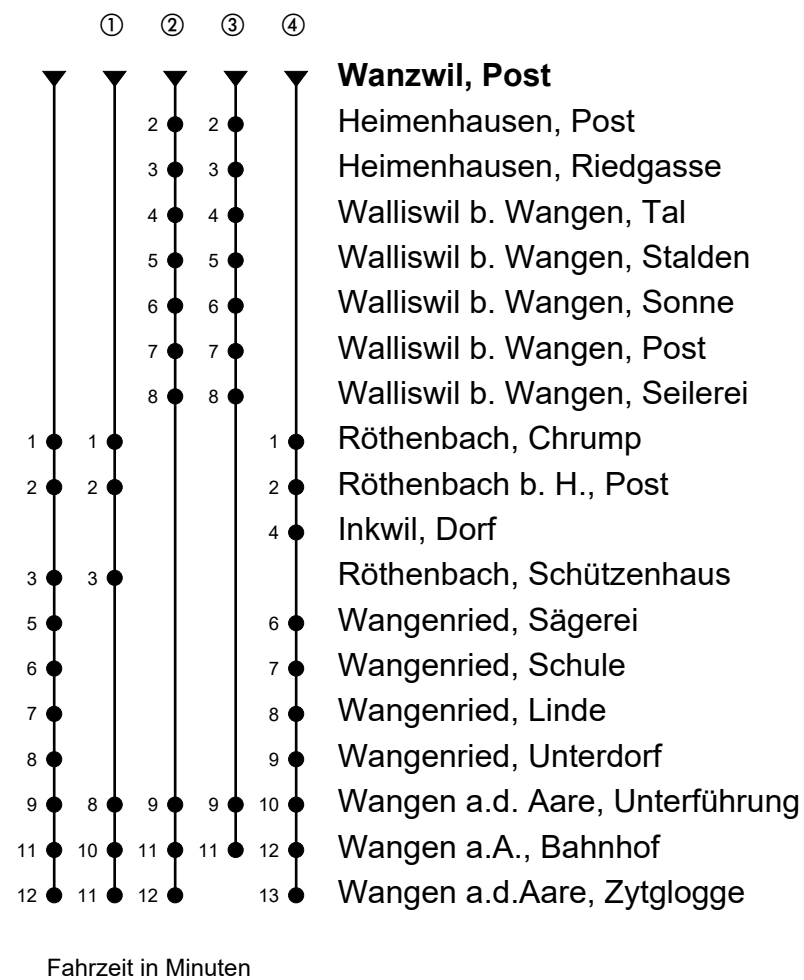 ① ② ③ ④
Wanzwil, Post
2 2 Heimenhausen, Post
3 3 Heimenhausen, Riedgasse
4 4 Walliswil b. Wangen, Tal
5 5 Walliswil b. Wangen, Stalden
6 6 Walliswil b. Wangen, Sonne
7 7 Walliswil b. Wangen, Post
8 8 Walliswil b. Wangen, Seilerei
1 1 1 Röthenbach, Chrump
2 2 2 Röthenbach b. H., Post
4 Inkwil, Dorf
3 3 Röthenbach, Schützenhaus
5 6 Wangenried, Sägerei
6 7 Wangenried, Schule
7 8 Wangenried, Linde
8 9 Wangenried, Unterdorf
9 8 9 9 10 Wangen a.d. Aare, Unterführung
11 10 11 11 12 Wangen a.A., Bahnhof
12 11 12 13 Wangen a.d.Aare, Zytglogge
Fahrzeit in Minuten